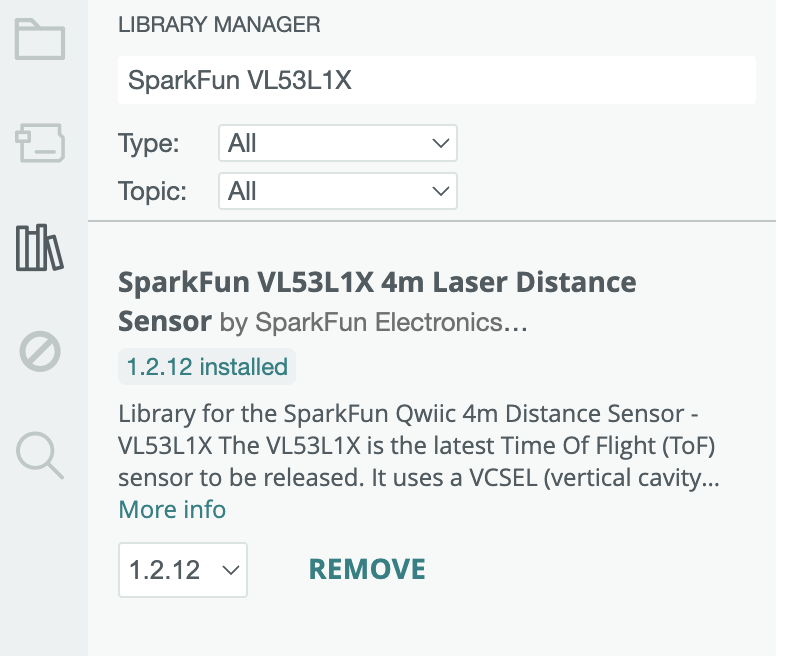 LIBRARY MANAGER
SparkFun VL53L1X
Type: All
Topic: All
SparkFun VL53L1X 4m Laser Distance
Sensor by SparkFun Electronics...
1.2.12 installed
Library for the SparkFun Qwiic 4m Distance Sensor -
VL53L1X The VL53L1X is the latest Time Of Flight (ToF)
sensor to be released. It uses a VCSEL (vertical cavity...
More info
1.2.12 REMOVE